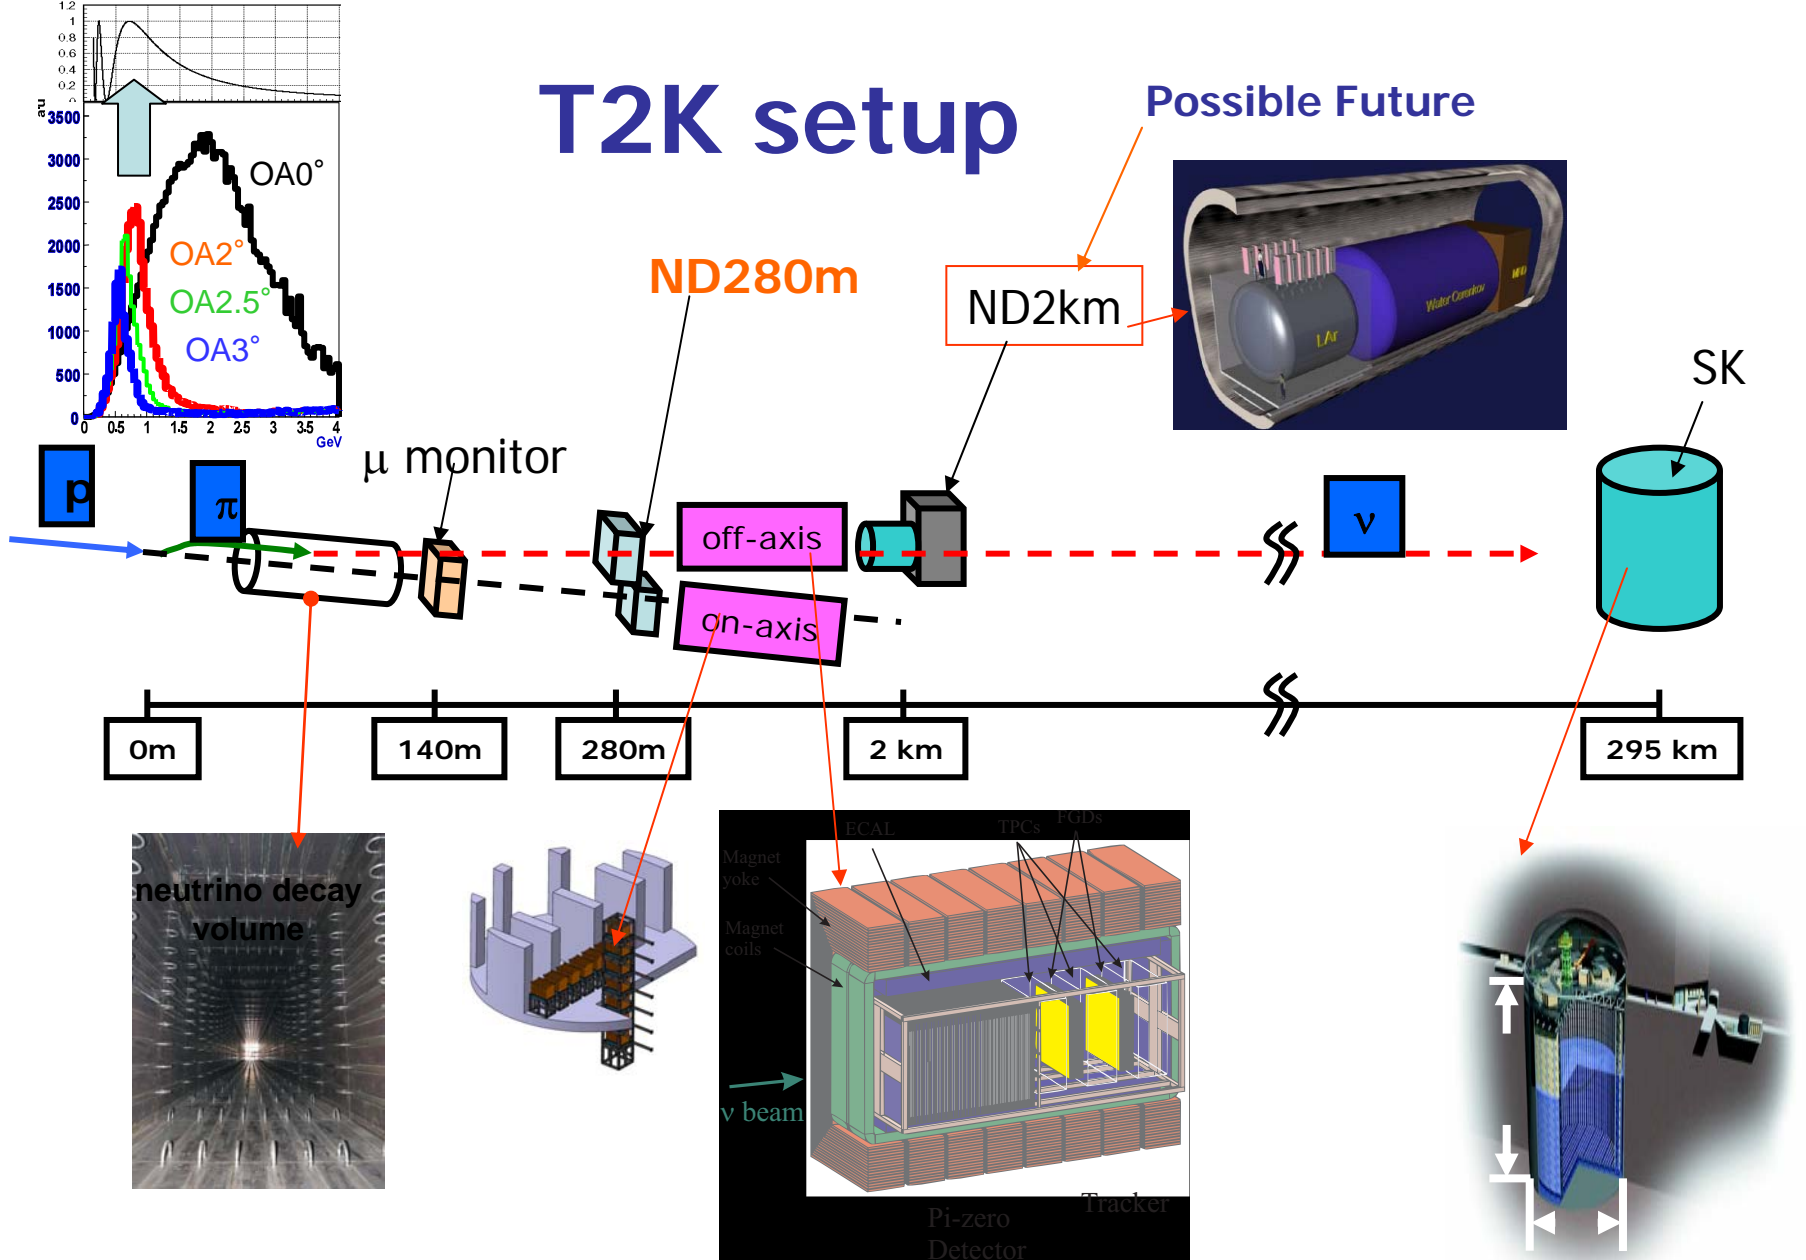 T2K setup
Possible Future
1.2
1
0.8
0.6
0.4
0.2
0
a.u
3500
3000
2500
2000
1500
1000
500
0
OA0°
OA2°
OA2.5°
OA3°
0 0.5 1 1.5 2 2.5 3 3.5 4
GeV
ND280m
ND2km
LAr
Water Cerenkov
MRD
SK
p
π
μ monitor
off-axis
on-axis
ν
0m
140m
280m
2 km
295 km
neutrino decay
volume
ECAL
TPCs
FGDs
Magnet
yoke
Magnet
coils
ν beam
Tracker
Pi-zero
Detector